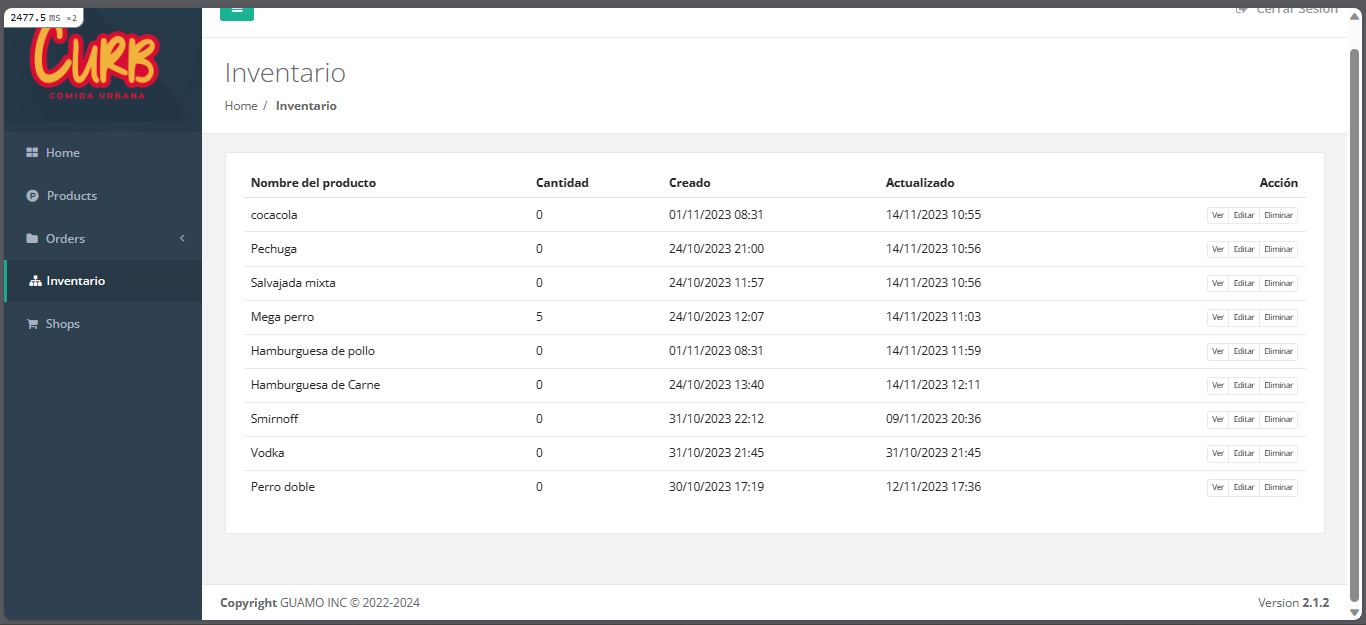 2477.5 ms ×2
Cerrar Sesión
CURB
COMIDA URBANA
Home
Products
Orders
Inventario
Shops
Inventario
Home / Inventario
Nombre del producto Cantidad Creado Actualizado Acción
cocacola 0 01/11/2023 08:31 14/11/2023 10:55 Ver Editar Eliminar
Pechuga 0 24/10/2023 21:00 14/11/2023 10:56 Ver Editar Eliminar
Salvajada mixta 0 24/10/2023 11:57 14/11/2023 10:56 Ver Editar Eliminar
Mega perro 5 24/10/2023 12:07 14/11/2023 11:03 Ver Editar Eliminar
Hamburguesa de pollo 0 01/11/2023 08:31 14/11/2023 11:59 Ver Editar Eliminar
Hamburguesa de Carne 0 24/10/2023 13:40 14/11/2023 12:11 Ver Editar Eliminar
Smirnoff 0 31/10/2023 22:12 09/11/2023 20:36 Ver Editar Eliminar
Vodka 0 31/10/2023 21:45 31/10/2023 21:45 Ver Editar Eliminar
Perro doble 0 30/10/2023 17:19 12/11/2023 17:36 Ver Editar Eliminar
Copyright GUAMO INC © 2022-2024
Version 2.1.2